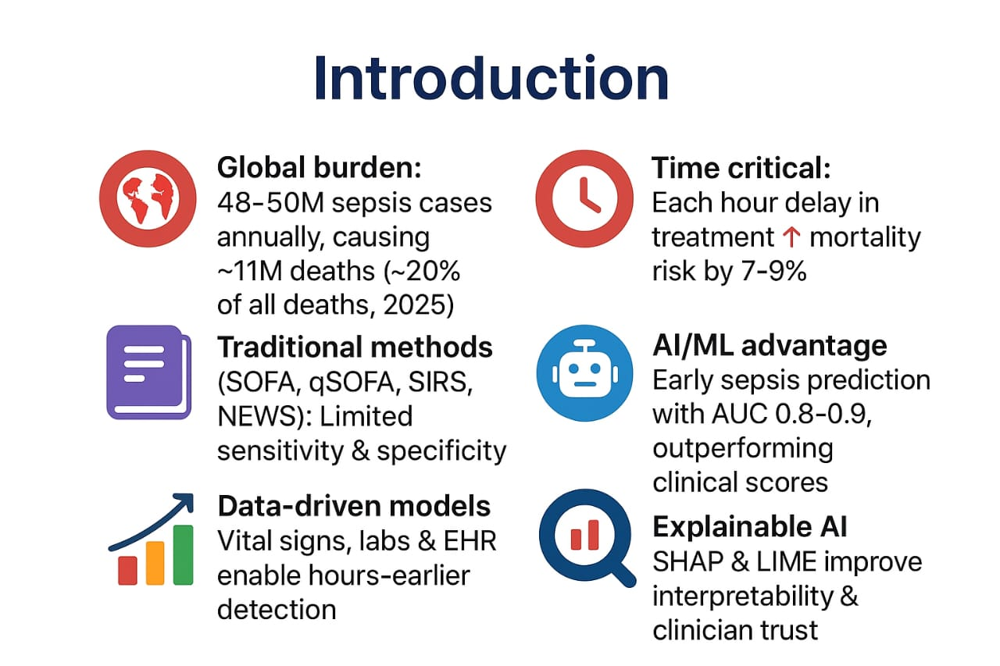 Introduction
Global burden:
48-50M sepsis cases
annually, causing
~11M deaths (~20%
of all deaths, 2025)
Time critical:
Each hour delay in
treatment ↑ mortality
risk by 7-9%
Traditional methods
(SOFA, qSOFA, SIRS,
NEWS): Limited
sensitivity & specificity
AI/ML advantage
Early sepsis prediction
with AUC 0.8-0.9,
outperforming
clinical scores
Data-driven models
Vital signs, labs & EHR
enable hours-earlier
detection
Explainable AI
SHAP & LIME improve
interpretability &
clinician trust